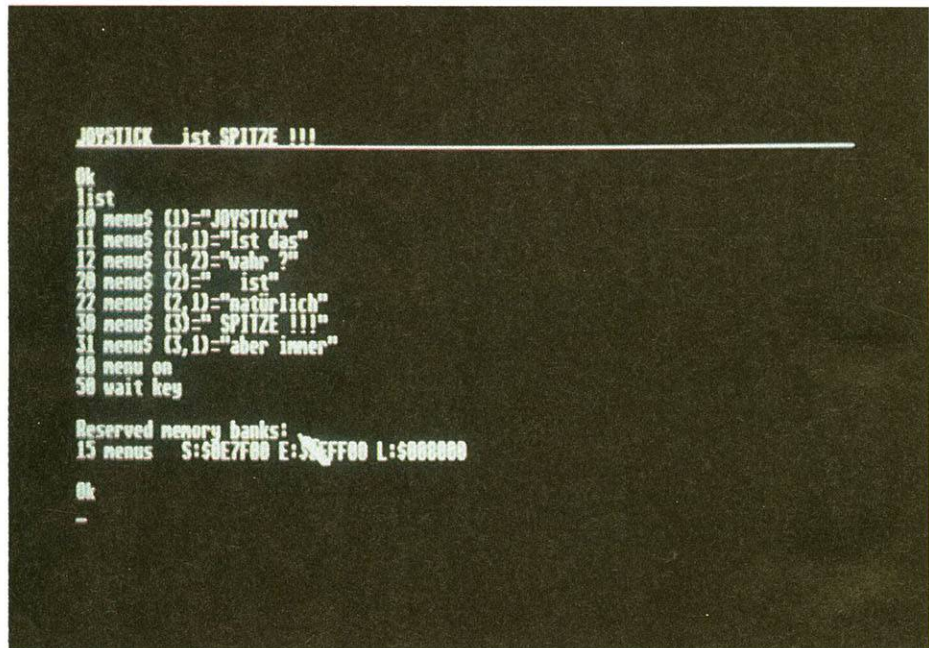 JOYSTICK ist SPITZE !!!
Ok
list
10 menu$ (1)="JOYSTICK"
11 menu$ (1,1)="Ist das"
12 menu$ (1,2)="wahr ?"
20 menu$ (2)=" ist"
22 menu$ (2,1)="natürlich"
30 menu$ (3)=" SPITZE !!!"
31 menu$ (3,1)="aber immer"
40 menu on
50 wait key
Reserved memory banks:
15 menus S:$0E7F00 L:$008000
Ok